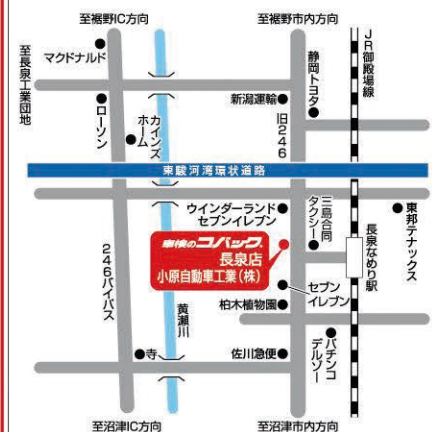 至裾野IC方向
至裾野市内方向
マクドナルド
至長泉工業団地
ローソン
カインズ
ホーム
新潟運輸
旧246
静岡トヨタ
JR御殿場線
東駿河湾環状道路
ウインダーランド
セブンイレブン
三島合同
タクシー
東邦テナックス
車検のコバック
長泉店
小原自動車工業(株)
長泉なめり駅
246バイパス
黄瀬川
セブン
イレブン
柏木植物園
寺
佐川急便
パチンコ
デルゾー
至沼津IC方向
至沼津市内方向